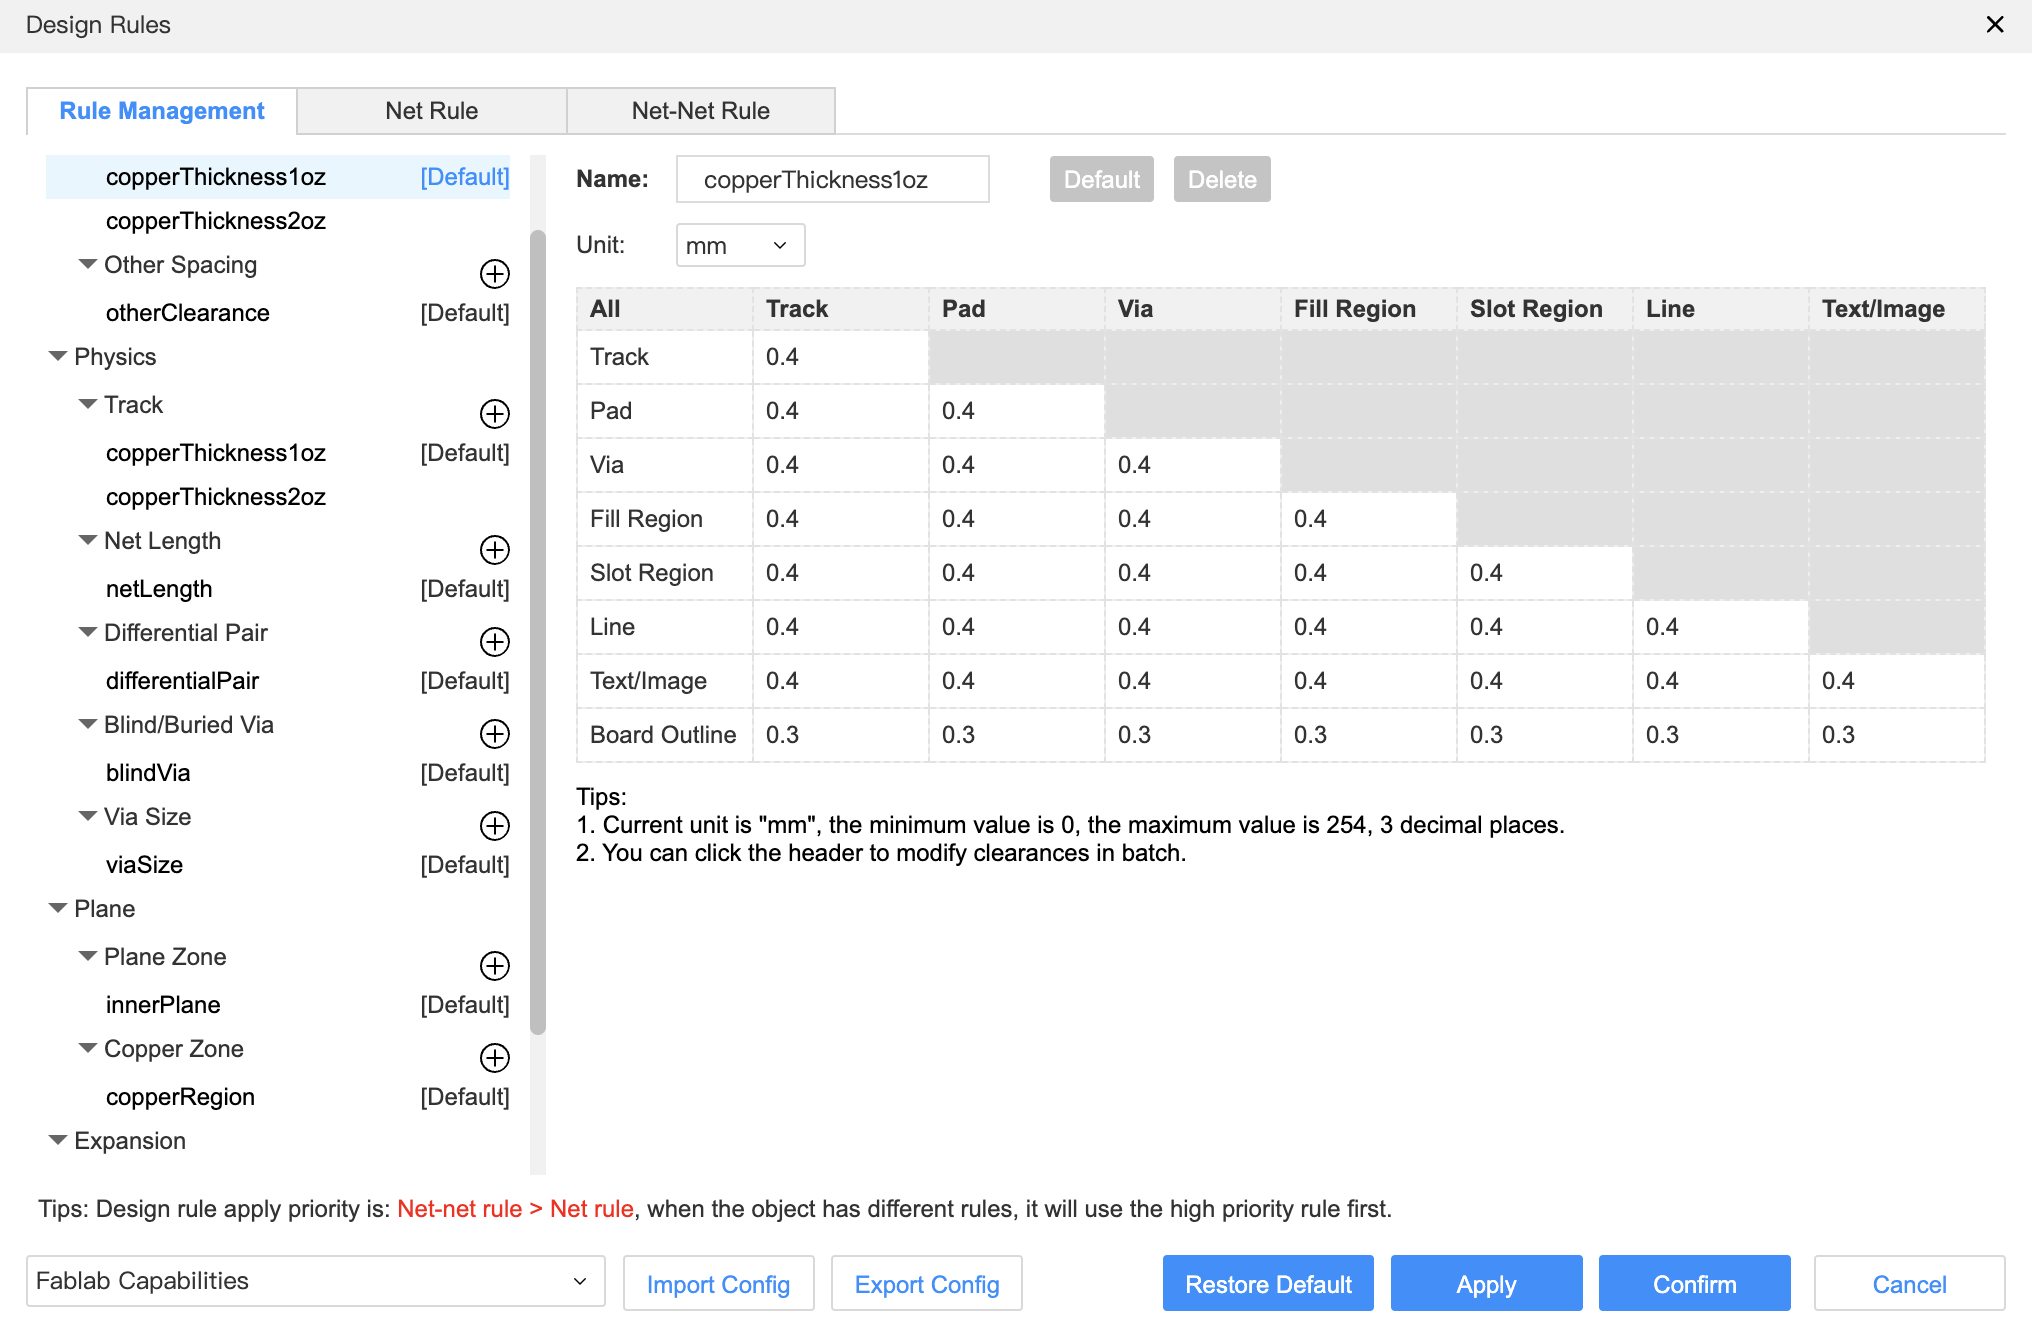 Design Rules
Rule Management Net Rule Net-Net Rule
copperThickness1oz [Default]
copperThickness2oz
Other Spacing
otherClearance [Default]
Physics
Track
copperThickness1oz [Default]
copperThickness2oz
Net Length
netLength [Default]
Differential Pair
differentialPair [Default]
Blind/Buried Via
blindVia [Default]
Via Size
viaSize [Default]
Plane
Plane Zone
innerPlane [Default]
Copper Zone
copperRegion [Default]
Expansion
Name: copperThickness1oz Default Delete
Unit: mm
All Track Pad Via Fill Region Slot Region Line Text/Image
Track 0.4
Pad 0.4 0.4
Via 0.4 0.4 0.4
Fill Region 0.4 0.4 0.4 0.4
Slot Region 0.4 0.4 0.4 0.4 0.4
Line 0.4 0.4 0.4 0.4 0.4 0.4
Text/Image 0.4 0.4 0.4 0.4 0.4 0.4 0.4
Board Outline 0.3 0.3 0.3 0.3 0.3 0.3 0.3
Tips:
1. Current unit is "mm", the minimum value is 0, the maximum value is 254, 3 decimal places.
2. You can click the header to modify clearances in batch.
Tips: Design rule apply priority is: Net-net rule > Net rule, when the object has different rules, it will use the high priority rule first.
Fablab Capabilities Import Config Export Config Restore Default Apply Confirm Cancel